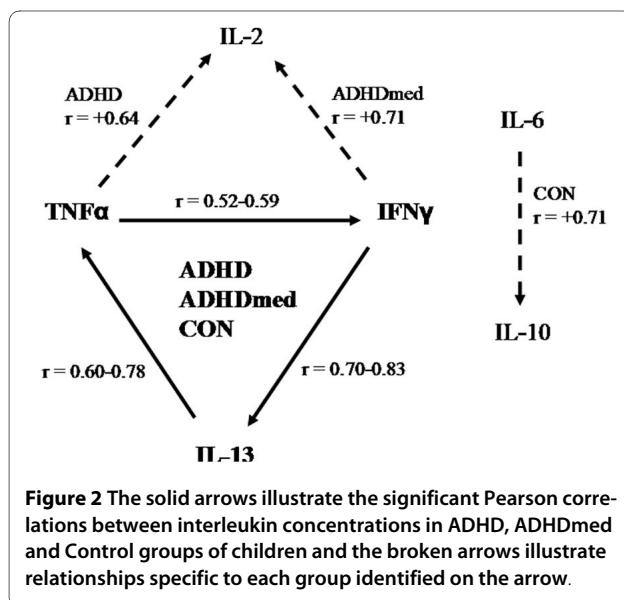 IL-2
ADHD
r = +0.64
ADHDmed
r = +0.71
IL-6
CON
r = +0.71
TNFα
r = 0.52-0.59
IFNγ
ADHD
ADHDmed
CON
IL-10
r = 0.60-0.78
r = 0.70-0.83
IL-13
Figure 2 The solid arrows illustrate the significant Pearson corre-
lations between interleukin concentrations in ADHD, ADHDmed
and Control groups of children and the broken arrows illustrate
relationships specific to each group identified on the arrow.